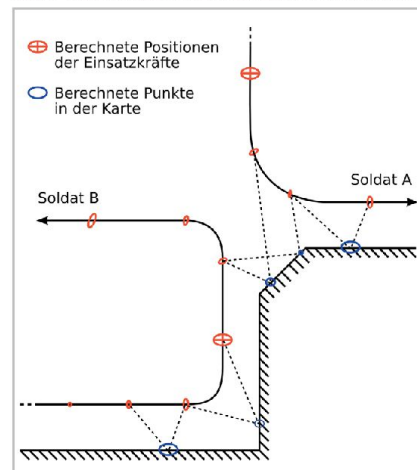 Berechnete Positionen
der Einsatzkräfte
Berechnete Punkte
in der Karte
Soldat A
Soldat B